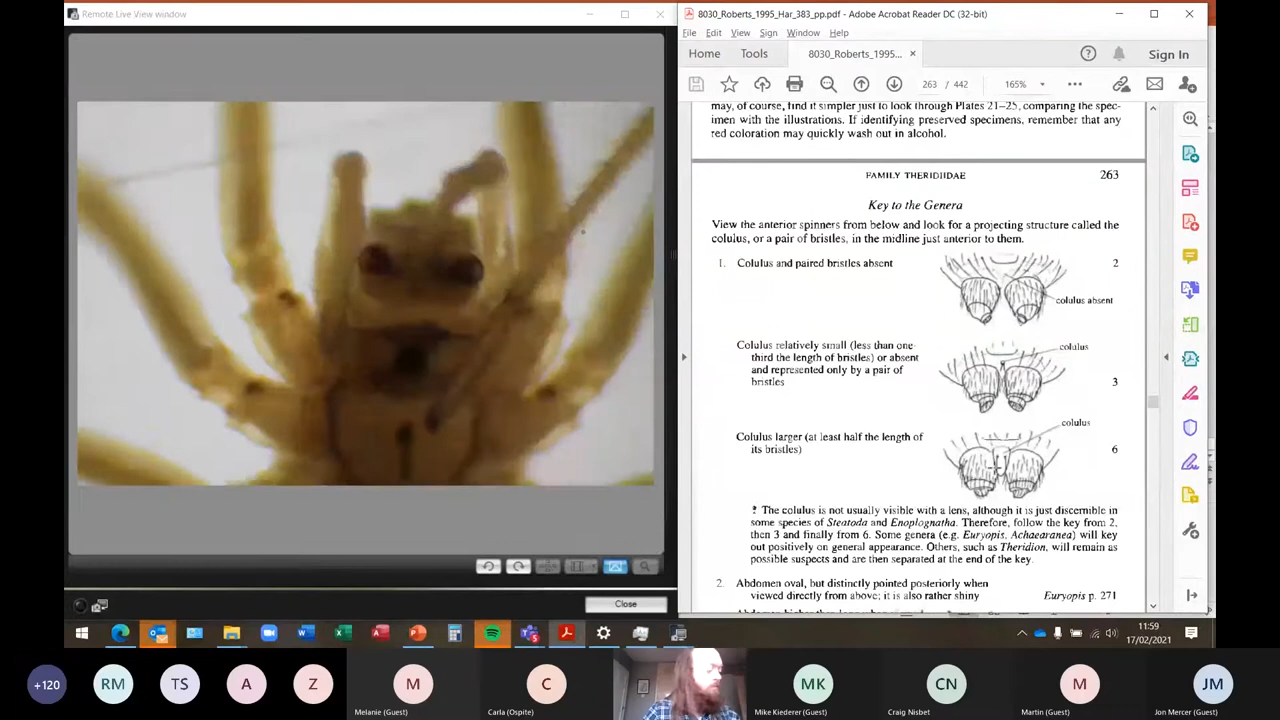 Remote Live View window
8030_Roberts_1995_Har_383_pp.pdf - Adobe Acrobat Reader DC (32-bit)
File Edit View Sign Window Help
Home Tools 8030_Roberts_1995... × Sign In
263 / 442 165%
may, of course, find it simpler just to look through Plates 21–25, comparing the spec-
imen with the illustrations. If identifying preserved specimens, remember that any
red coloration may quickly wash out in alcohol.
FAMILY THERIDIIDAE 263
Key to the Genera
View the anterior spinners from below and look for a projecting structure called the
colulus, or a pair of bristles, in the midline just anterior to them.
1. Colulus and paired bristles absent 2
colulus absent
Colulus relatively small (less than one-
third the length of bristles) or absent
and represented only by a pair of
bristles
colulus
3
Colulus larger (at least half the length of
its bristles)
colulus
6
? The colulus is not usually visible with a lens, although it is just discernible in
some species of Steatoda and Enoplognatha. Therefore, follow the key from 2,
then 3 and finally from 6. Some genera (e.g. Euryopis, Achaearanea) will key
out positively on general appearance. Others, such as Theridion, will remain as
possible suspects and are then separated at the end of the key.
2. Abdomen oval, but distinctly pointed posteriorly when
viewed directly from above; it is also rather shiny Euryopis p. 271
Close
11:59
17/02/2021
+120 RM TS A Z M C MK CN M JM
Melanie (Guest) Carla (Ospite) Mike Kiederer (Guest) Craig Nisbet Martin (Guest) Jon Mercer (Guest)